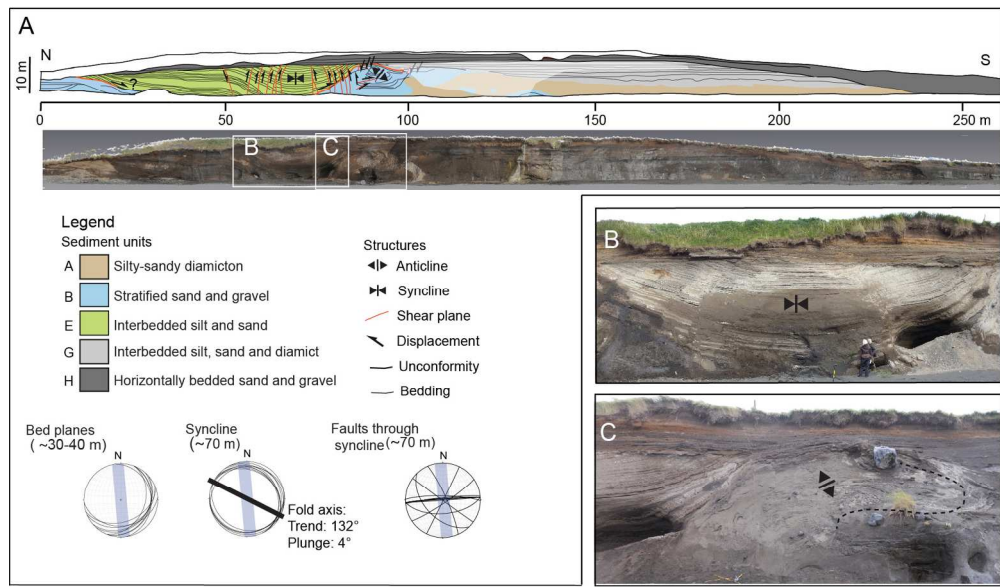 A
N
S
10 m
?
0
50
100
150
200
250 m
B
C
Legend
Sediment units
A Silty-sandy diamicton
B Stratified sand and gravel
E Interbedded silt and sand
G Interbedded silt, sand and diamict
H Horizontally bedded sand and gravel
Structures
Anticline
Syncline
Shear plane
Displacement
Unconformity
Bedding
Bed planes
( ~30-40 m)
N
Syncline
(~70 m)
N
Fold axis:
Trend: 132°
Plunge: 4°
Faults through
syncline (~70 m)
N
B
C